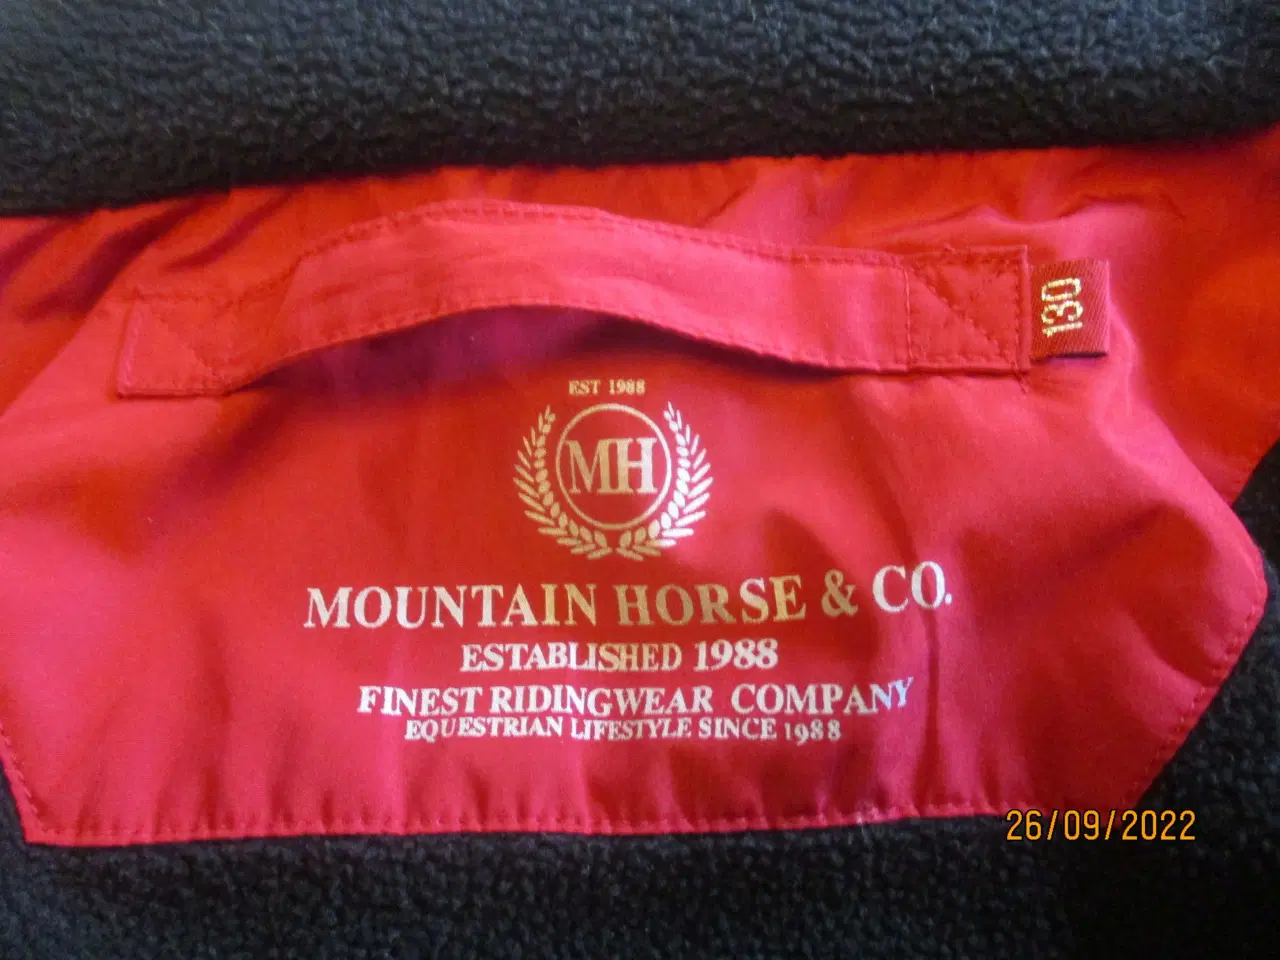 130
EST 1988
MH
MOUNTAIN HORSE & CO.
ESTABLISHED 1988
FINEST RIDINGWEAR COMPANY
EQUESTRIAN LIFESTYLE SINCE 1988
26/09/2022